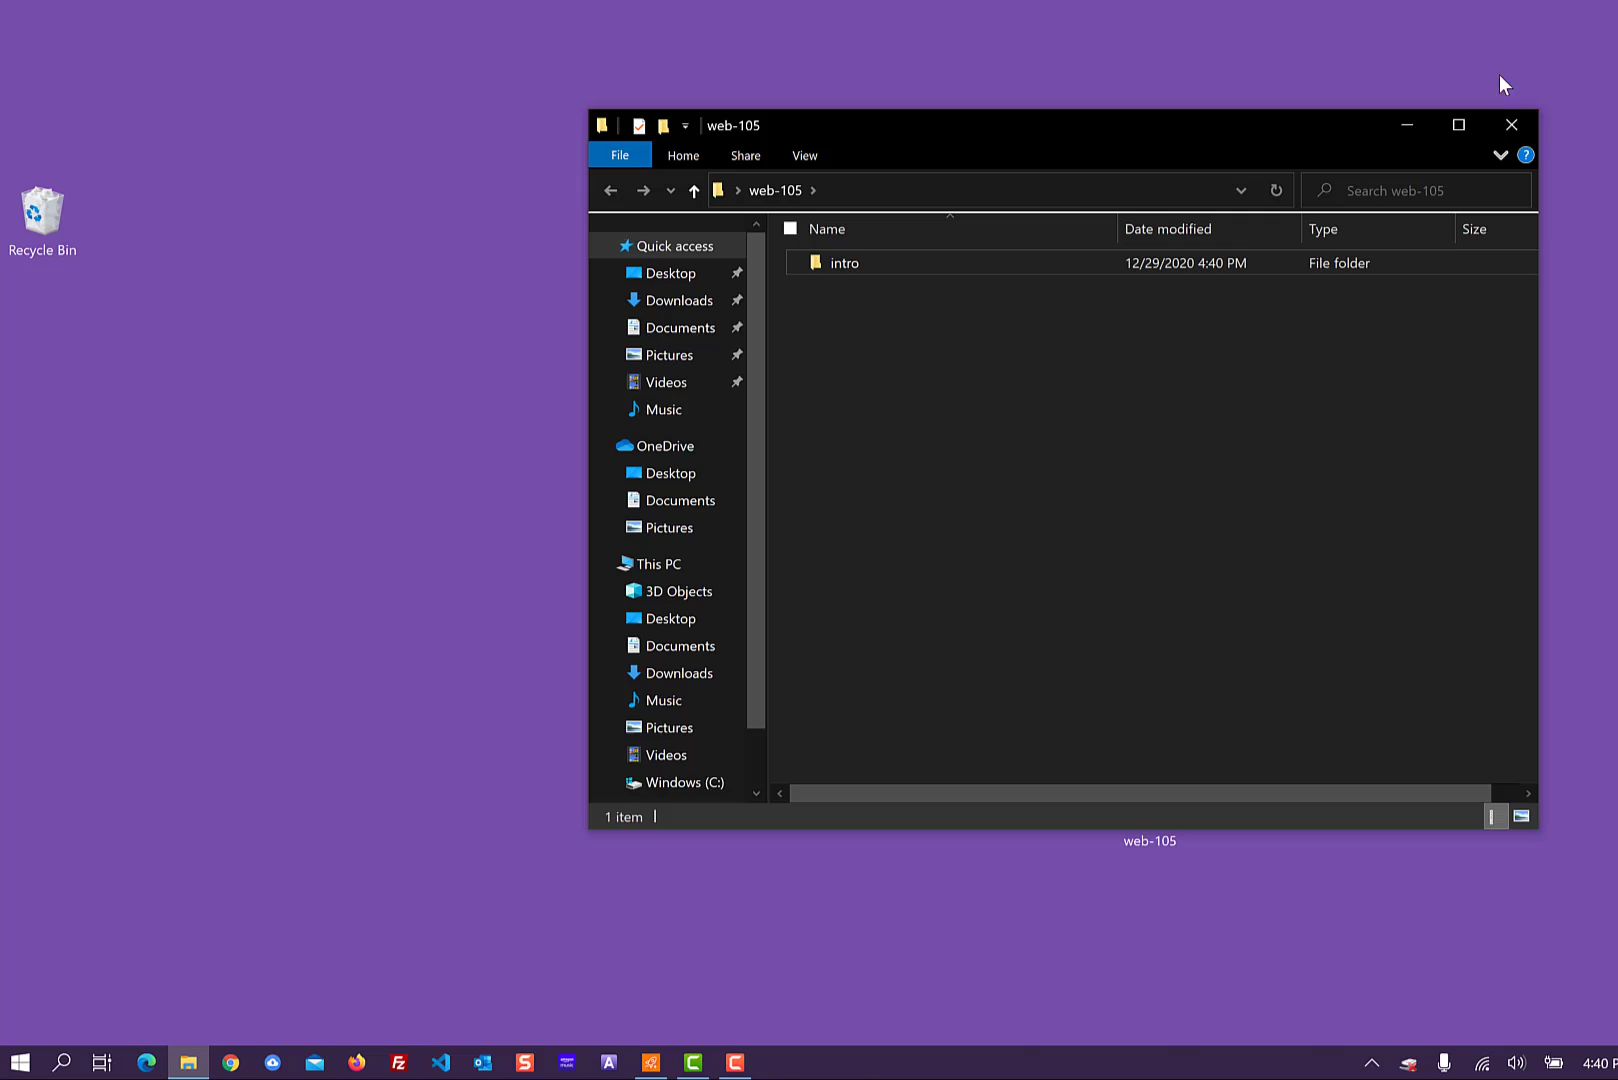 web-105
File Home Share View
web-105
Search web-105
Name Date modified Type Size
intro 12/29/2020 4:40 PM File folder
Quick access
Desktop
Downloads
Documents
Pictures
Videos
Music
OneDrive
Desktop
Documents
Pictures
This PC
3D Objects
Desktop
Documents
Downloads
Music
Pictures
Videos
Windows (C:)
1 item
web-105
Recycle Bin
4:40 P